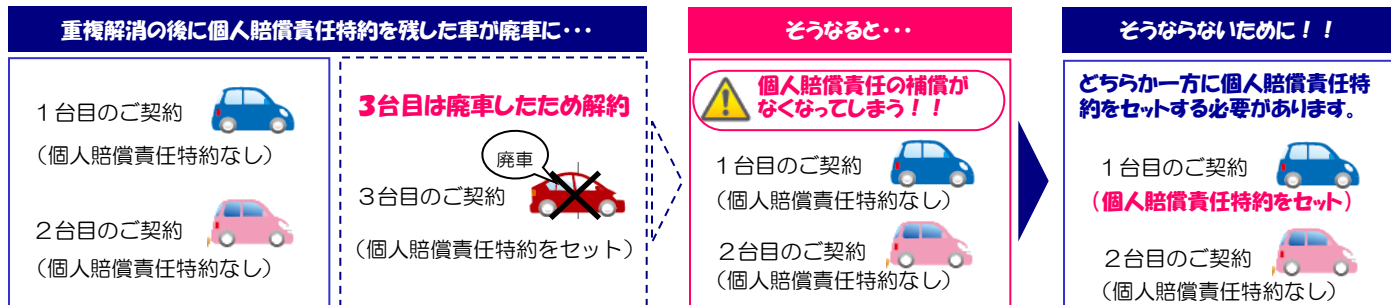 重複解消の後に個人賠償責任特約を残した車が廃車に・・・
1台目のご契約
（個人賠償責任特約なし）
2台目のご契約
（個人賠償責任特約なし）
3台目は廃車したため解約
廃車
3台目のご契約
（個人賠償責任特約をセット）
そうなると・・・
個人賠償責任の補償が
なくなってしまう！！
1台目のご契約
（個人賠償責任特約なし）
2台目のご契約
（個人賠償責任特約なし）
そうならないために！！
どちらか一方に個人賠償責任特
約をセットする必要があります。
1台目のご契約
（個人賠償責任特約をセット）
2台目のご契約
（個人賠償責任特約なし）